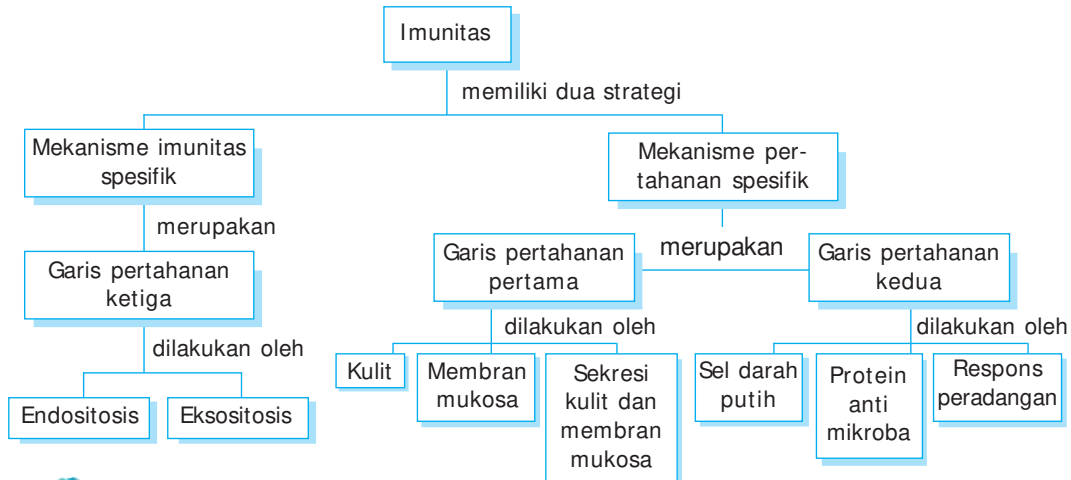 Imunitas
memiliki dua strategi
Mekanisme imunitas
spesifik
Mekanisme per-
tahanan spesifik
merupakan
merupakan
Garis pertahanan
ketiga
Garis pertahanan
pertama
Garis pertahanan
kedua
dilakukan oleh
dilakukan oleh
dilakukan oleh
Endositosis
Eksositosis
Kulit
Membran
mukosa
Sekresi
kulit dan
membran
mukosa
Sel darah
putih
Protein
anti
mikroba
Respons
peradangan